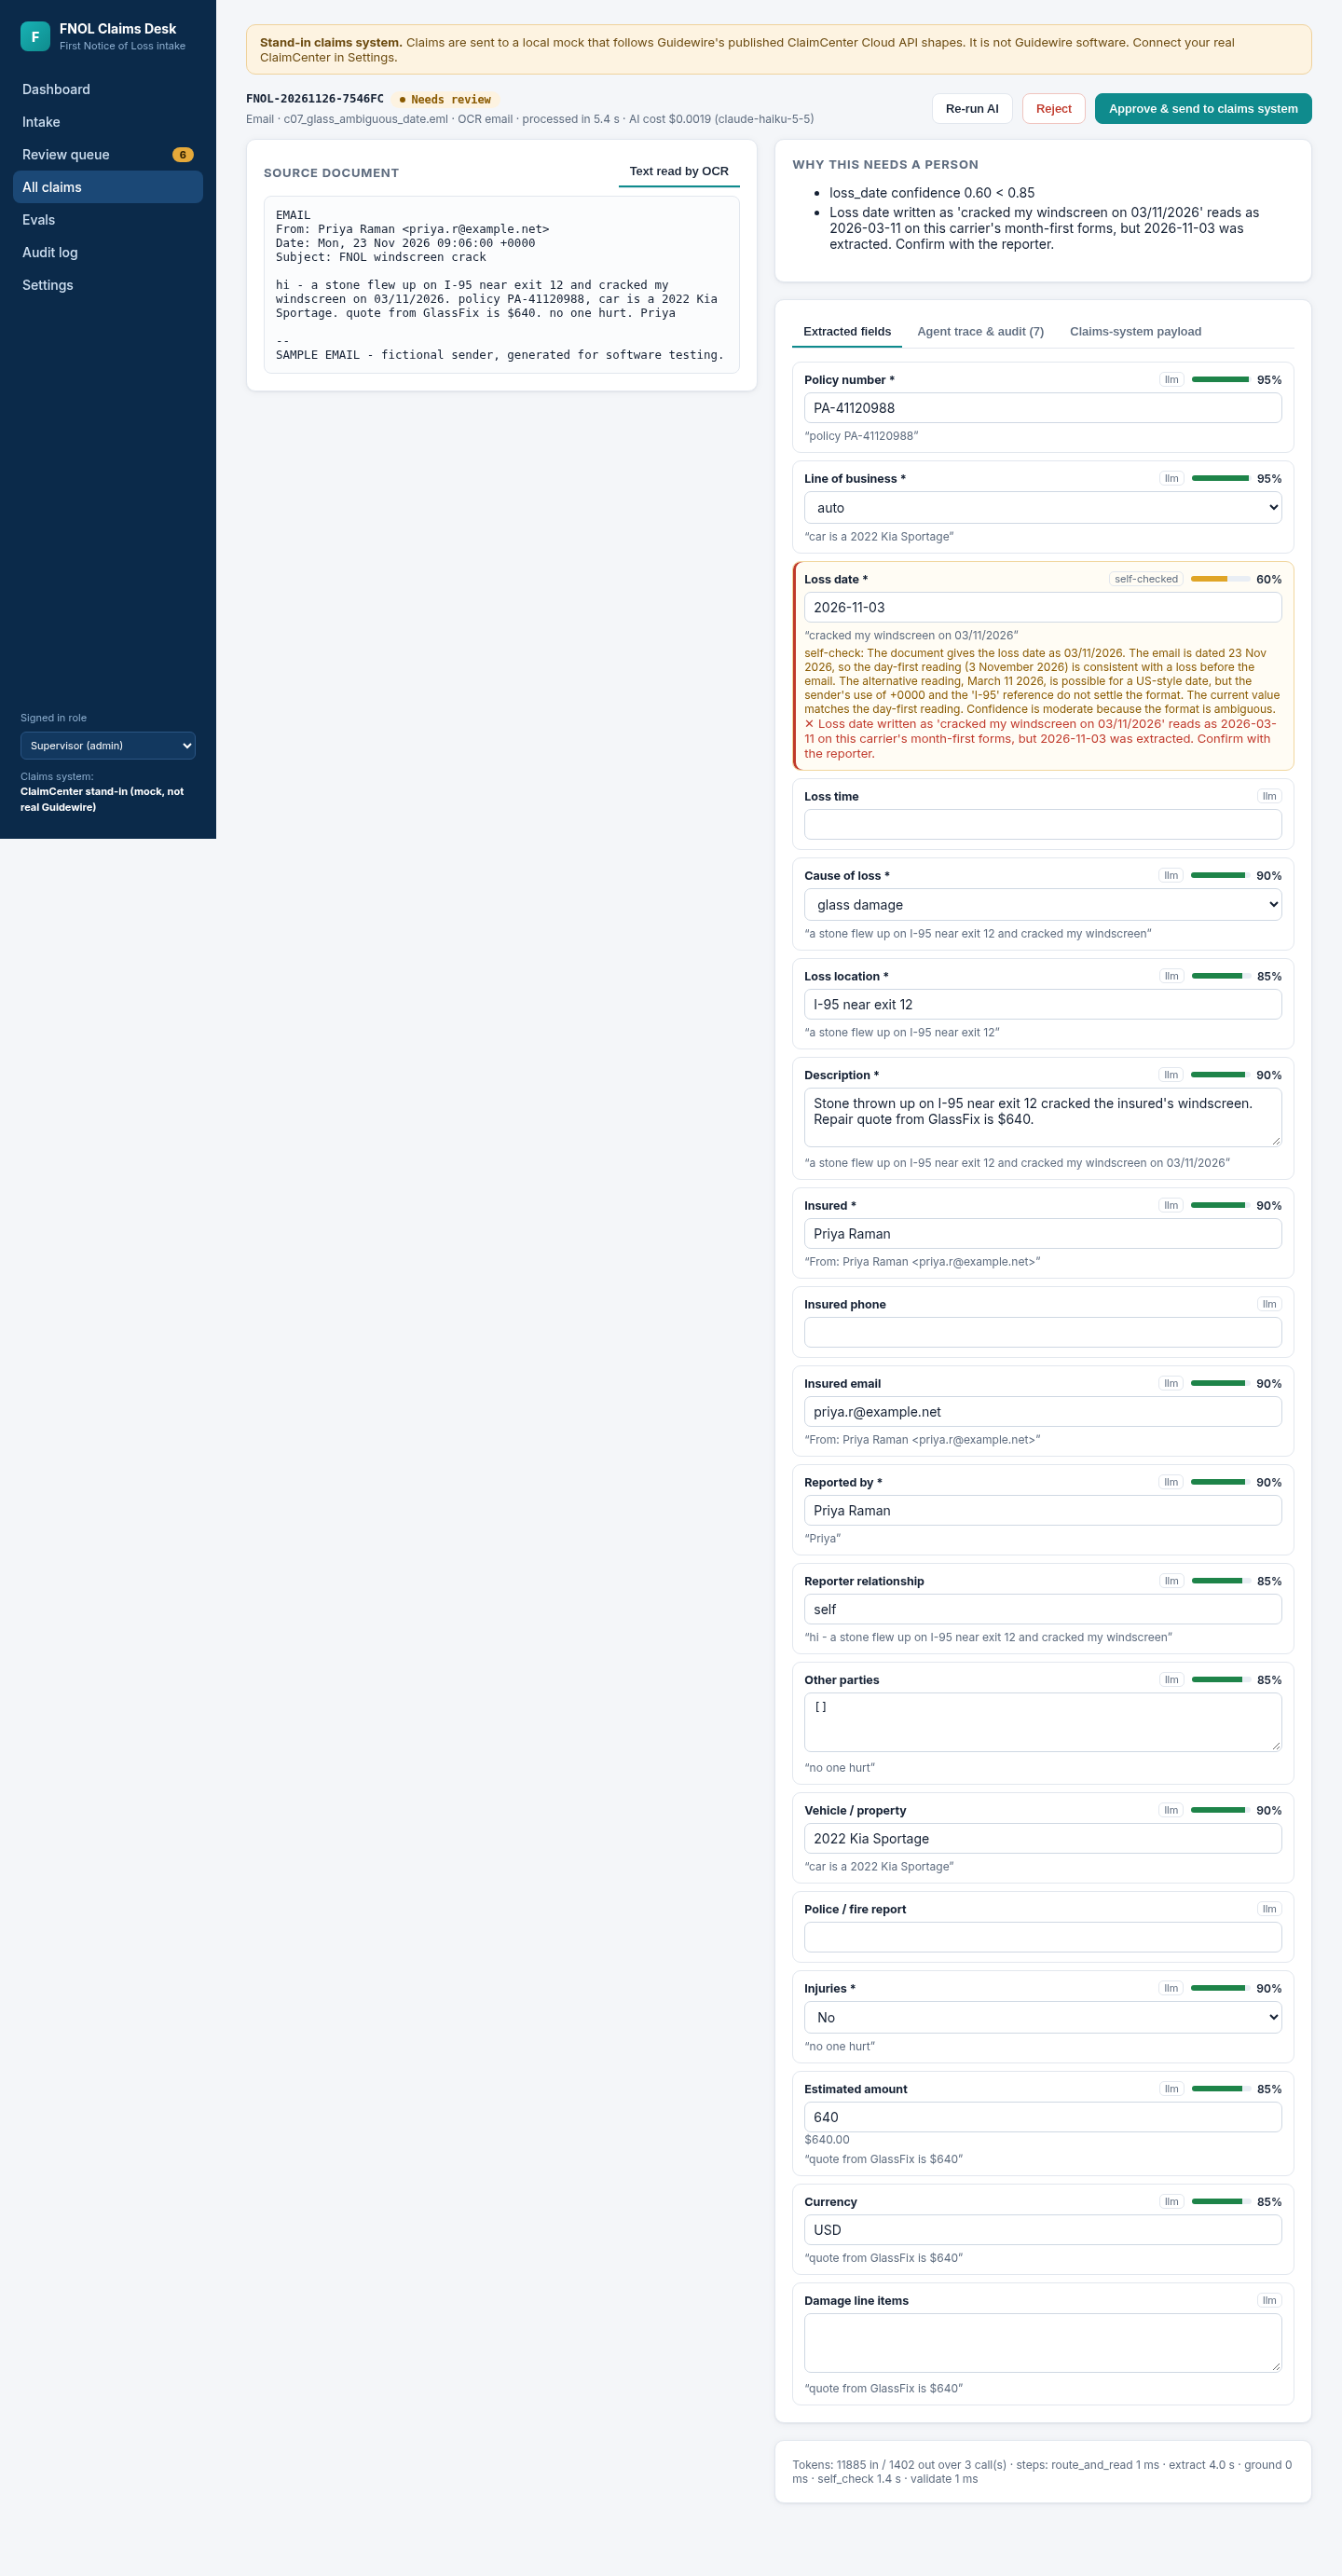 F
FNOL Claims Desk
First Notice of Loss intake
Dashboard
Intake
Review queue 6
All claims
Evals
Audit log
Settings
Signed in role
Supervisor (admin)
Claims system:
ClaimCenter stand-in (mock, not
real Guidewire)
Stand-in claims system. Claims are sent to a local mock that follows Guidewire's published ClaimCenter Cloud API shapes. It is not Guidewire software. Connect your real
ClaimCenter in Settings.
FNOL-20261126-7546FC Needs review
Email · c07_glass_ambiguous_date.eml · OCR email · processed in 5.4 s · AI cost $0.0019 (claude-haiku-5-5)
Re-run AI
Reject
Approve & send to claims system
SOURCE DOCUMENT
Text read by OCR
EMAIL
From: Priya Raman <priya.r@example.net>
Date: Mon, 23 Nov 2026 09:06:00 +0000
Subject: FNOL windscreen crack
hi - a stone flew up on I-95 near exit 12 and cracked my
windscreen on 03/11/2026. policy PA-41120988, car is a 2022 Kia
Sportage. quote from GlassFix is $640. no one hurt. Priya
--
SAMPLE EMAIL - fictional sender, generated for software testing.
WHY THIS NEEDS A PERSON
• loss_date confidence 0.60 < 0.85
• Loss date written as 'cracked my windscreen on 03/11/2026' reads as
2026-03-11 on this carrier's month-first forms, but 2026-11-03 was
extracted. Confirm with the reporter.
Extracted fields
Agent trace & audit (7)
Claims-system payload
Policy number * llm 95%
PA-41120988
“policy PA-41120988”
Line of business * llm 95%
auto
“car is a 2022 Kia Sportage”
Loss date * self-checked 60%
2026-11-03
“cracked my windscreen on 03/11/2026”
self-check: The document gives the loss date as 03/11/2026. The email is dated 23 Nov
2026, so the day-first reading (3 November 2026) is consistent with a loss before the
email. The alternative reading, March 11 2026, is possible for a US-style date, but the
sender's use of +0000 and the 'I-95' reference do not settle the format. The current value
matches the day-first reading. Confidence is moderate because the format is ambiguous.
✕ Loss date written as 'cracked my windscreen on 03/11/2026' reads as 2026-03-
11 on this carrier's month-first forms, but 2026-11-03 was extracted. Confirm with
the reporter.
Loss time llm
Cause of loss * llm 90%
glass damage
“a stone flew up on I-95 near exit 12 and cracked my windscreen”
Loss location * llm 85%
I-95 near exit 12
“a stone flew up on I-95 near exit 12”
Description * llm 90%
Stone thrown up on I-95 near exit 12 cracked the insured's windscreen.
Repair quote from GlassFix is $640.
“a stone flew up on I-95 near exit 12 and cracked my windscreen on 03/11/2026”
Insured * llm 90%
Priya Raman
“From: Priya Raman <priya.r@example.net>”
Insured phone llm
Insured email llm 90%
priya.r@example.net
“From: Priya Raman <priya.r@example.net>”
Reported by * llm 90%
Priya Raman
“Priya”
Reporter relationship llm 85%
self
“hi - a stone flew up on I-95 near exit 12 and cracked my windscreen”
Other parties llm 85%
[]
“no one hurt”
Vehicle / property llm 90%
2022 Kia Sportage
“car is a 2022 Kia Sportage”
Police / fire report llm
Injuries * llm 90%
No
“no one hurt”
Estimated amount llm 85%
640
$640.00
“quote from GlassFix is $640”
Currency llm 85%
USD
“quote from GlassFix is $640”
Damage line items llm
“quote from GlassFix is $640”
Tokens: 11885 in / 1402 out over 3 call(s) · steps: route_and_read 1 ms · extract 4.0 s · ground 0
ms · self_check 1.4 s · validate 1 ms